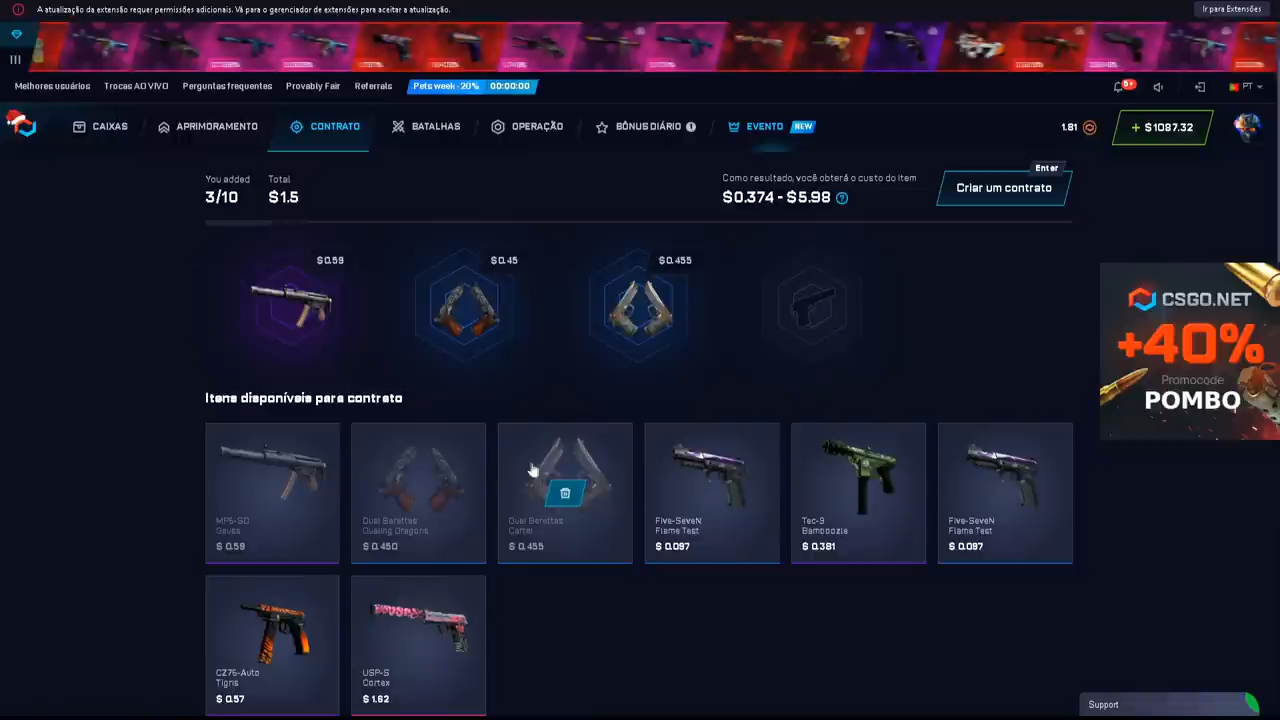 A atualização da extensão requer permissões adicionais. Vá para o gerenciador de extensões para aceitar a atualização.
Ir para Extensões
Melhores usuários
Trocas AO VIVO
Perguntas frequentes
Provably Fair
Referrals
Pets week -20%
00:00:00
5+
PT
CAIXAS
APRIMORAMENTO
CONTRATO
BATALHAS
OPERAÇÃO
BÔNUS DIÁRIO
EVENTO
NEW
1.81
+ $1087.32
You added
3/10
Total
$1.5
Como resultado, você obterá o custo do item
$0.374 - $5.98
Enter
Criar um contrato
$0.59
$0.45
$0.455
CSGO.NET
+40%
Promocode
POMBO
Itens disponíveis para contrato
MP5-SD
Gauss
$ 0.59
Dual Berettas
Dualing Dragons
$ 0.450
Dual Berettas
Cartel
$ 0.455
Five-SeveN
Flame Test
$ 0.097
Tec-9
Bamboozle
$ 0.381
Five-SeveN
Flame Test
$ 0.097
CZ75-Auto
Tigris
$ 0.57
USP-S
Cortex
$ 1.62
Support